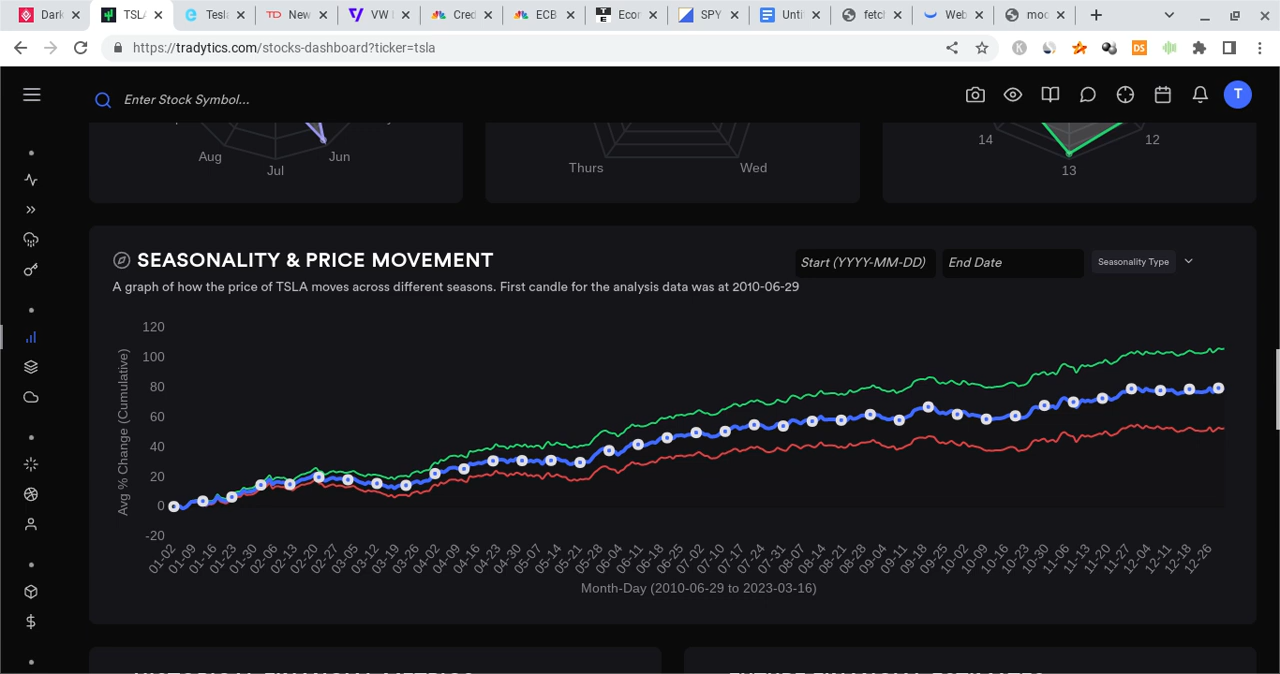 Dark
TSLA
Tesla
New
VW
Cred
ECB
Econ
SPY
Unti
fetc
Web
moc
https://tradytics.com/stocks-dashboard?ticker=tsla
Enter Stock Symbol...
T
Aug
Jul
Jun
Thurs
Wed
14
13
12
SEASONALITY & PRICE MOVEMENT
Start (YYYY-MM-DD)
End Date
Seasonality Type
A graph of how the price of TSLA moves across different seasons. First candle for the analysis data was at 2010-06-29
Avg % Change (Cumulative)
120
100
80
60
40
20
0
-20
01-02
01-09
01-16
01-23
01-30
02-06
02-13
02-20
02-27
03-05
03-12
03-19
03-26
04-02
04-09
04-16
04-23
04-30
05-07
05-14
05-21
05-28
06-04
06-11
06-18
06-25
07-02
07-10
07-17
07-24
07-31
08-07
08-14
08-21
08-28
09-04
09-11
09-18
09-25
10-02
10-09
10-16
10-23
10-30
11-06
11-13
11-20
11-27
12-04
12-11
12-18
12-26
Month-Day (2010-06-29 to 2023-03-16)
HISTORICAL FINANCIAL METRICS
FUTURE FINANCIAL ESTIMATES